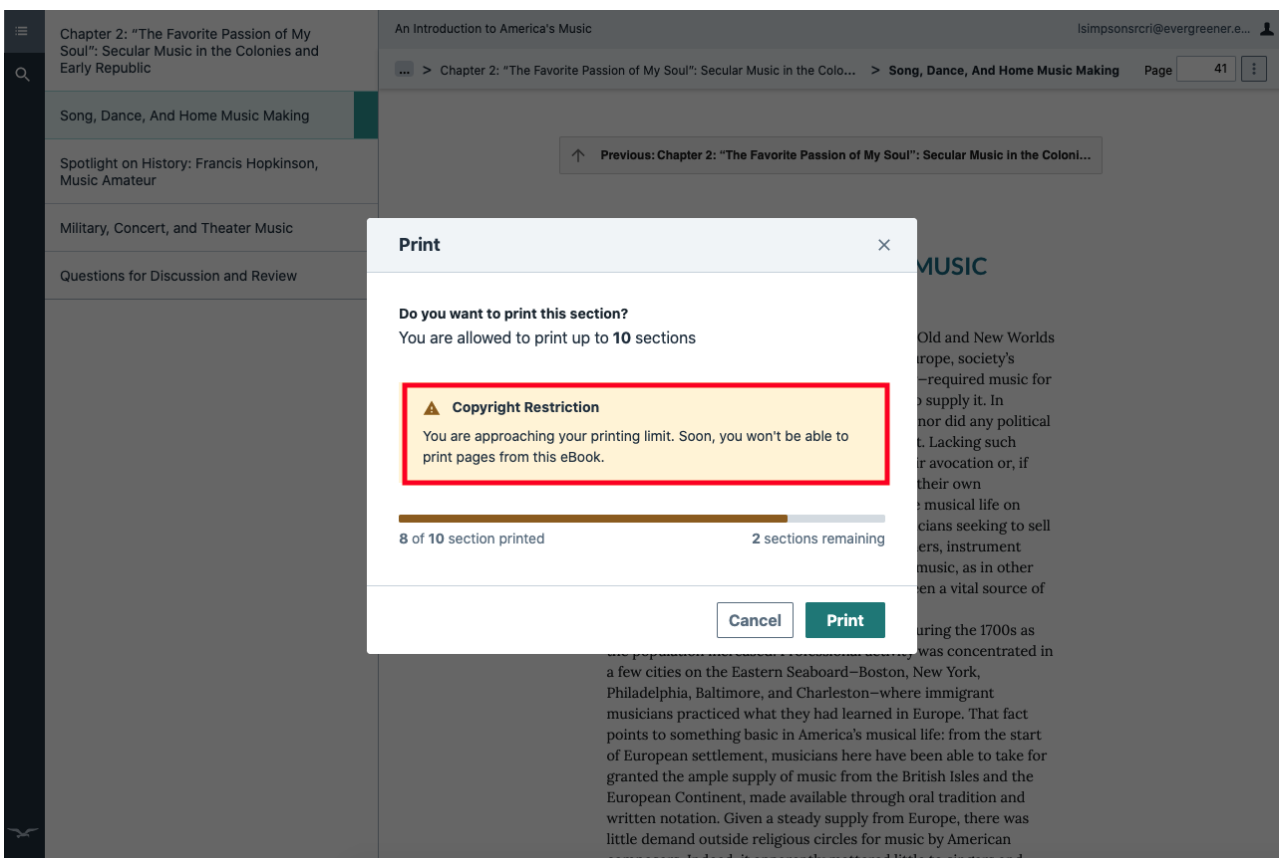 Chapter 2: “The Favorite Passion of My
Soul”: Secular Music in the Colonies and
Early Republic
Song, Dance, And Home Music Making
Spotlight on History: Francis Hopkinson,
Music Amateur
Military, Concert, and Theater Music
Questions for Discussion and Review
An Introduction to America's Music
lsimpsonsrcri@evergreener.e...
... > Chapter 2: “The Favorite Passion of My Soul”: Secular Music in the Colo... > Song, Dance, And Home Music Making Page 41
Previous: Chapter 2: “The Favorite Passion of My Soul”: Secular Music in the Coloni...
MUSIC
Print
Do you want to print this section?
You are allowed to print up to 10 sections
Copyright Restriction
You are approaching your printing limit. Soon, you won't be able to
print pages from this eBook.
8 of 10 section printed
2 sections remaining
Cancel
Print
Old and New Worlds
society’s
—required music for
supply it. In
nor did any political
Lacking such
avocation or, if
their own
musical life on
seeking to sell
instrument
music, as in other
a vital source of
the 1700s as
was concentrated in
a few cities on the Eastern Seaboard—Boston, New York,
Philadelphia, Baltimore, and Charleston—where immigrant
musicians practiced what they had learned in Europe. That fact
points to something basic in America’s musical life: from the start
of European settlement, musicians here have been able to take for
granted the ample supply of music from the British Isles and the
European Continent, made available through oral tradition and
written notation. Given a steady supply from Europe, there was
little demand outside religious circles for music by American